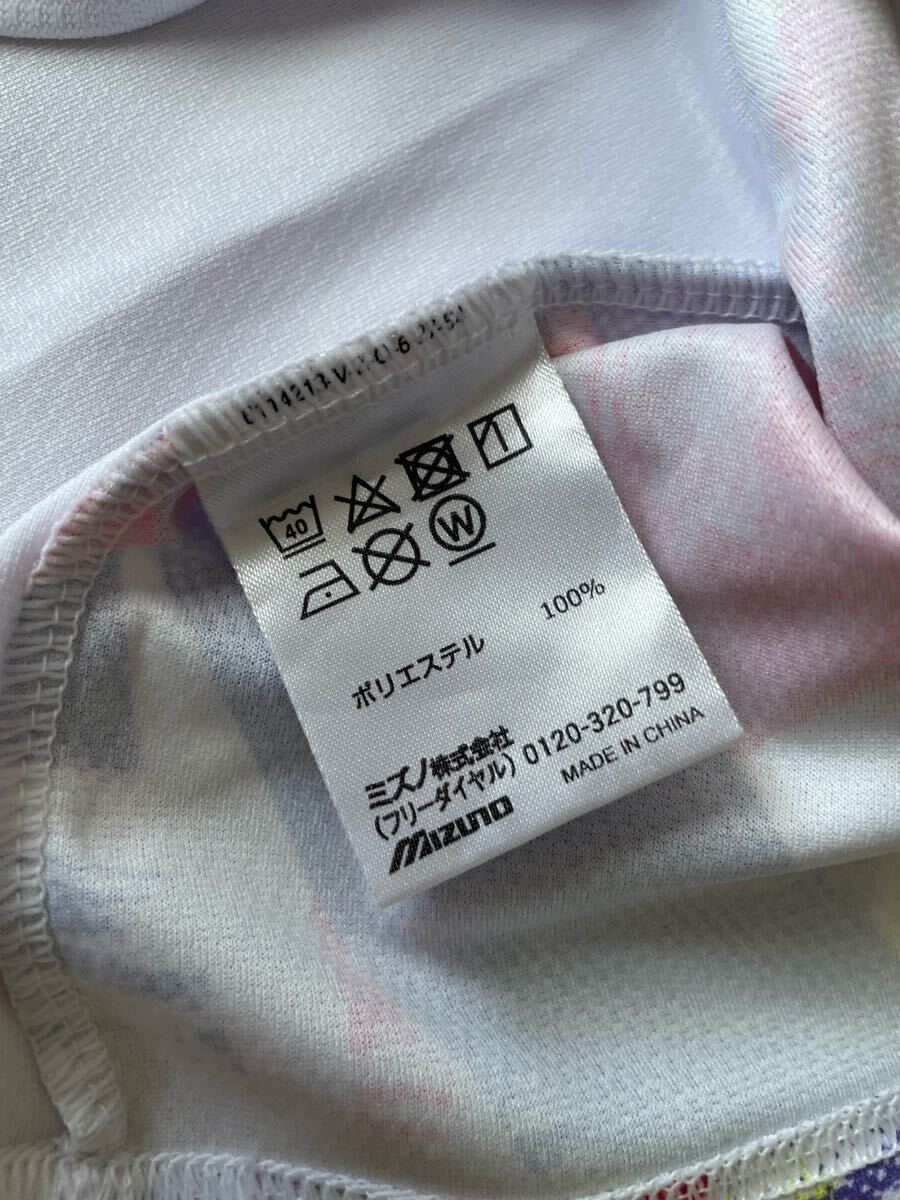 40
W
ポリエステル 100%
ミズノ株式会社
(フリーダイヤル) 0120-320-799
MIZUNO MADE IN CHINA